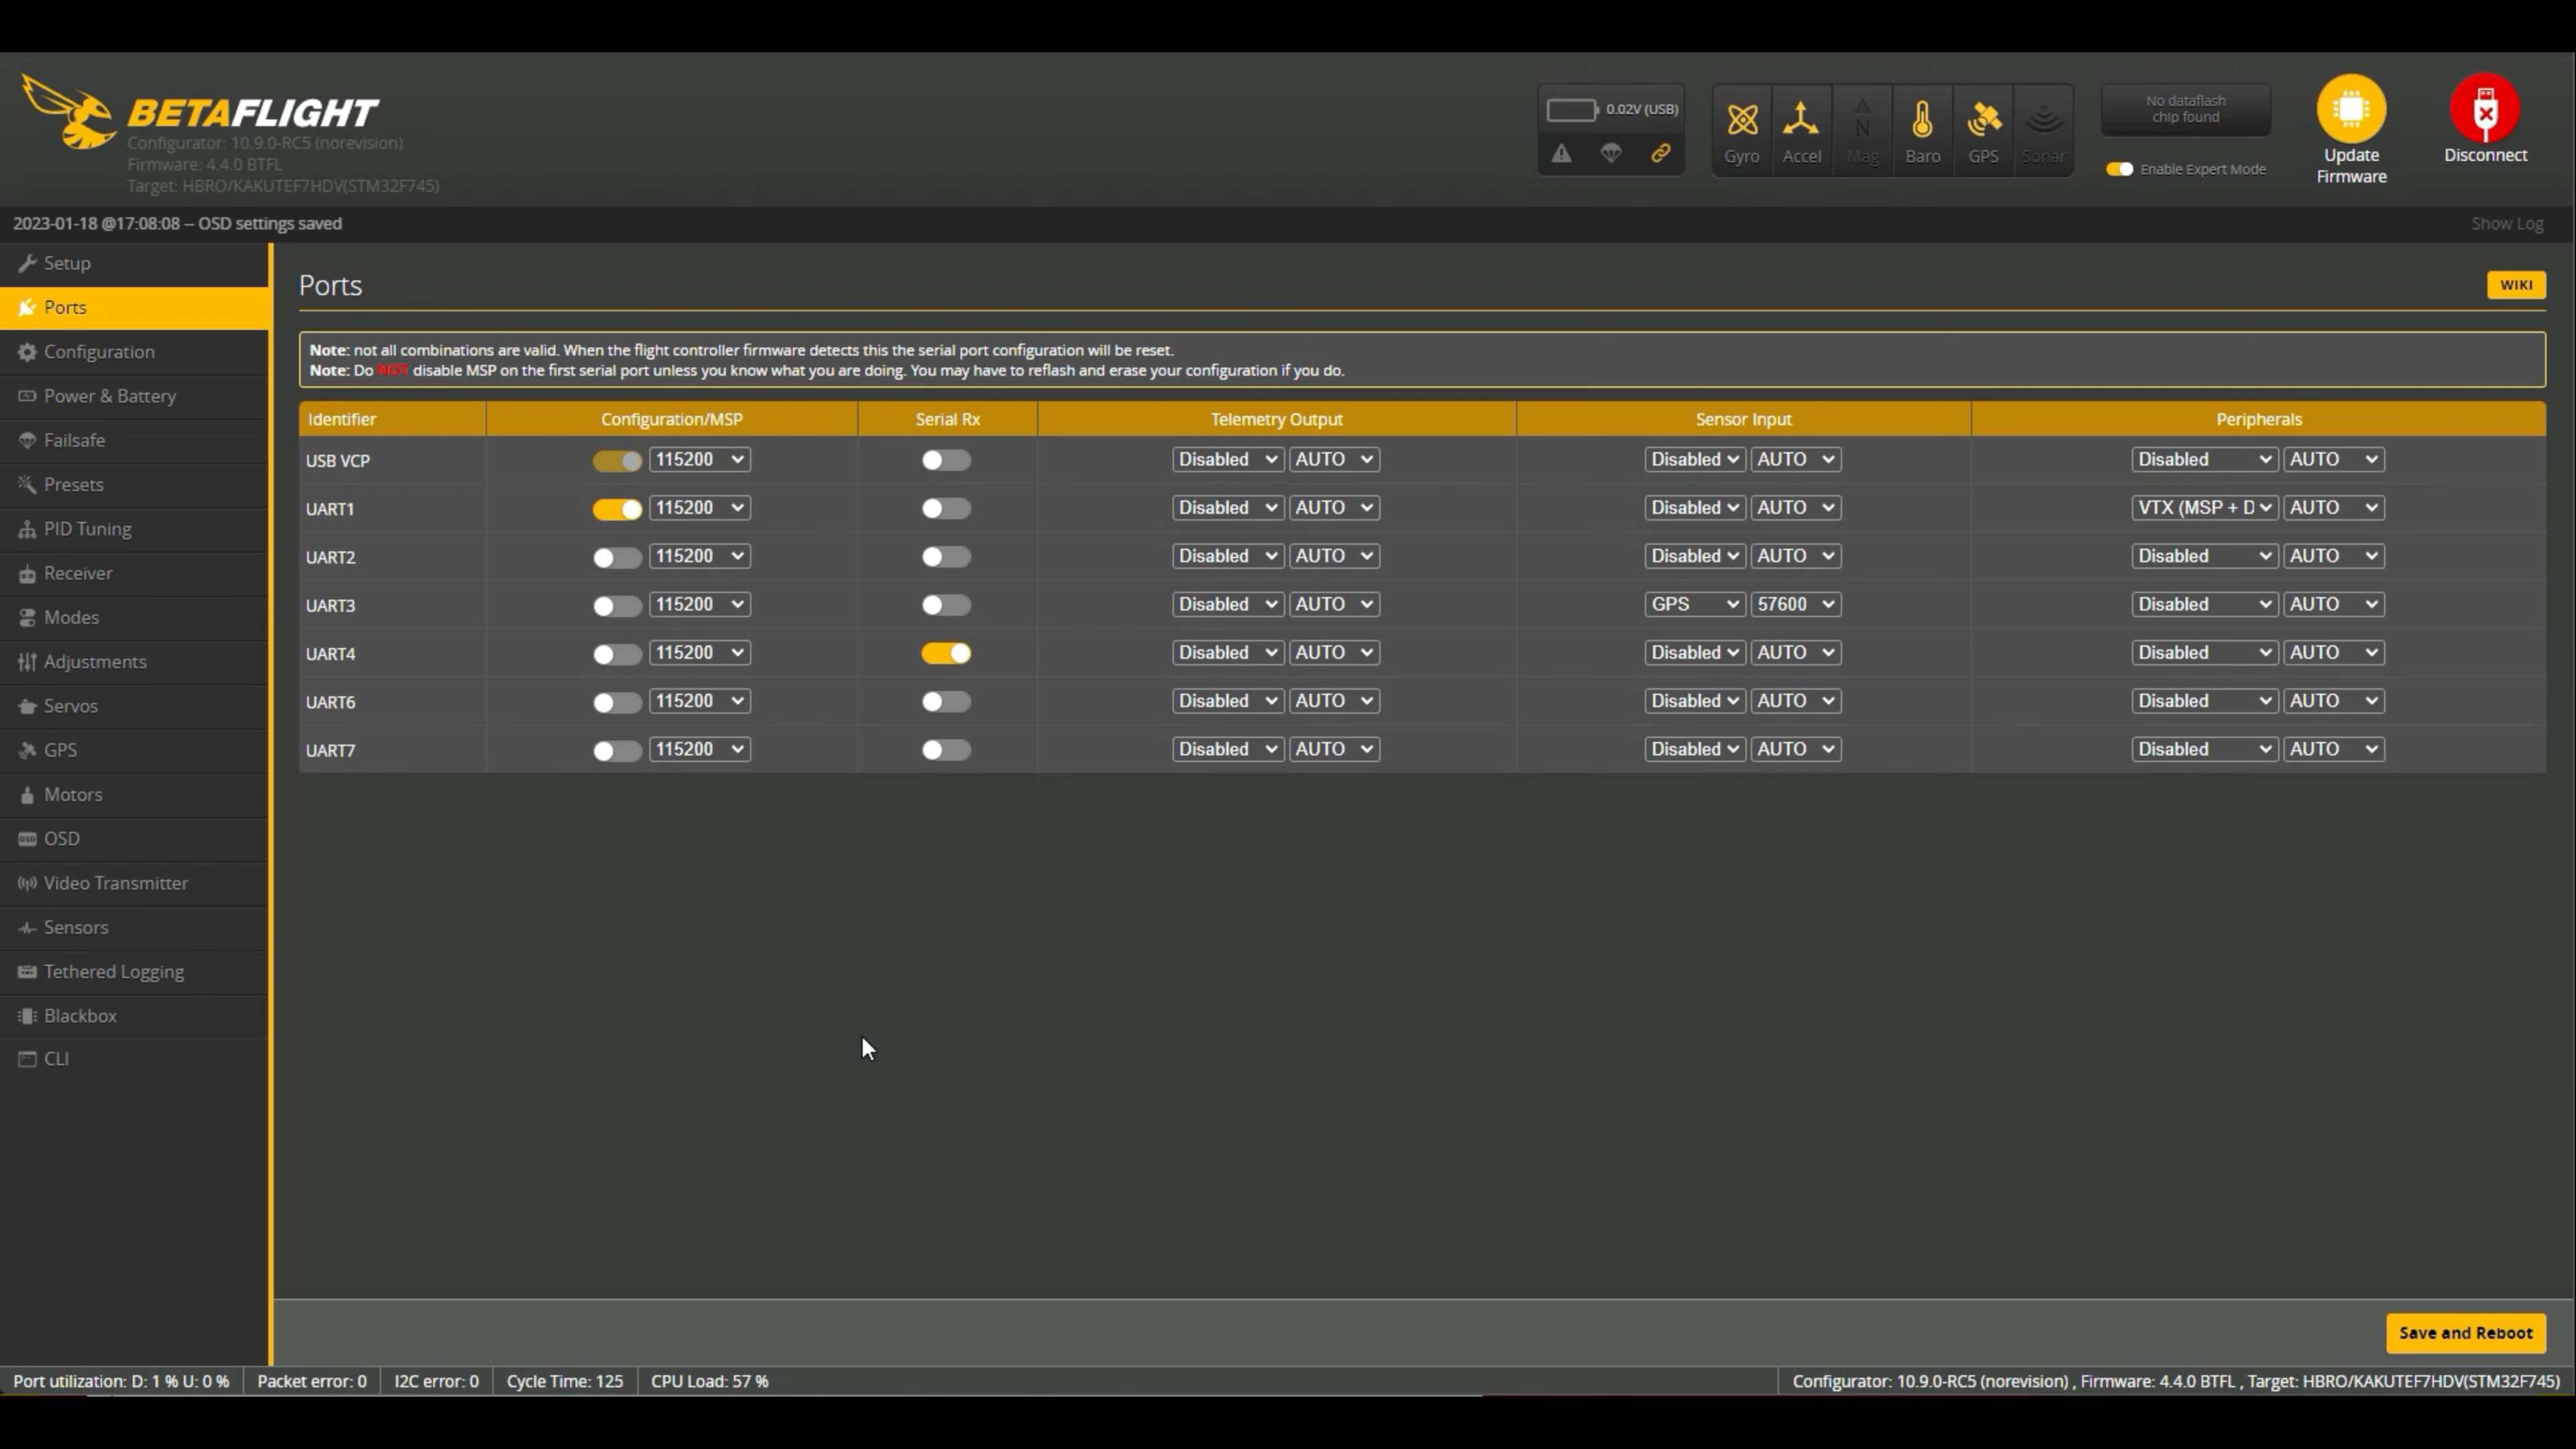 BETAFLIGHT
Configurator: 10.9.0-RC5 (norevision)
Firmware: 4.4.0 BTFL
Target: HBRO/KAKUTEF7HDV(STM32F745)
0.02V (USB)
Gyro
Accel
N
Mag
Baro
GPS
Sonar
No dataflash
chip found
Enable Expert Mode
Update
Firmware
Disconnect
2023-01-18 @17:08:08 -- OSD settings saved
Show Log
Setup
Ports
Configuration
Power & Battery
Failsafe
Presets
PID Tuning
Receiver
Modes
Adjustments
Servos
GPS
Motors
OSD
OSD
Video Transmitter
Sensors
Tethered Logging
Blackbox
CLI
Ports
WIKI
Note: not all combinations are valid. When the flight controller firmware detects this the serial port configuration will be reset.
Note: Do NOT disable MSP on the first serial port unless you know what you are doing. You may have to reflash and erase your configuration if you do.
Identifier Configuration/MSP Serial Rx Telemetry Output Sensor Input Peripherals
USB VCP 115200 Disabled AUTO Disabled AUTO Disabled AUTO
UART1 115200 Disabled AUTO Disabled AUTO VTX (MSP + D AUTO
UART2 115200 Disabled AUTO Disabled AUTO Disabled AUTO
UART3 115200 Disabled AUTO GPS 57600 Disabled AUTO
UART4 115200 Disabled AUTO Disabled AUTO Disabled AUTO
UART6 115200 Disabled AUTO Disabled AUTO Disabled AUTO
UART7 115200 Disabled AUTO Disabled AUTO Disabled AUTO
Save and Reboot
Port utilization: D: 1 % U: 0 % Packet error: 0 I2C error: 0 Cycle Time: 125 CPU Load: 57 % Configurator: 10.9.0-RC5 (norevision) , Firmware: 4.4.0 BTFL , Target: HBRO/KAKUTEF7HDV(STM32F745)